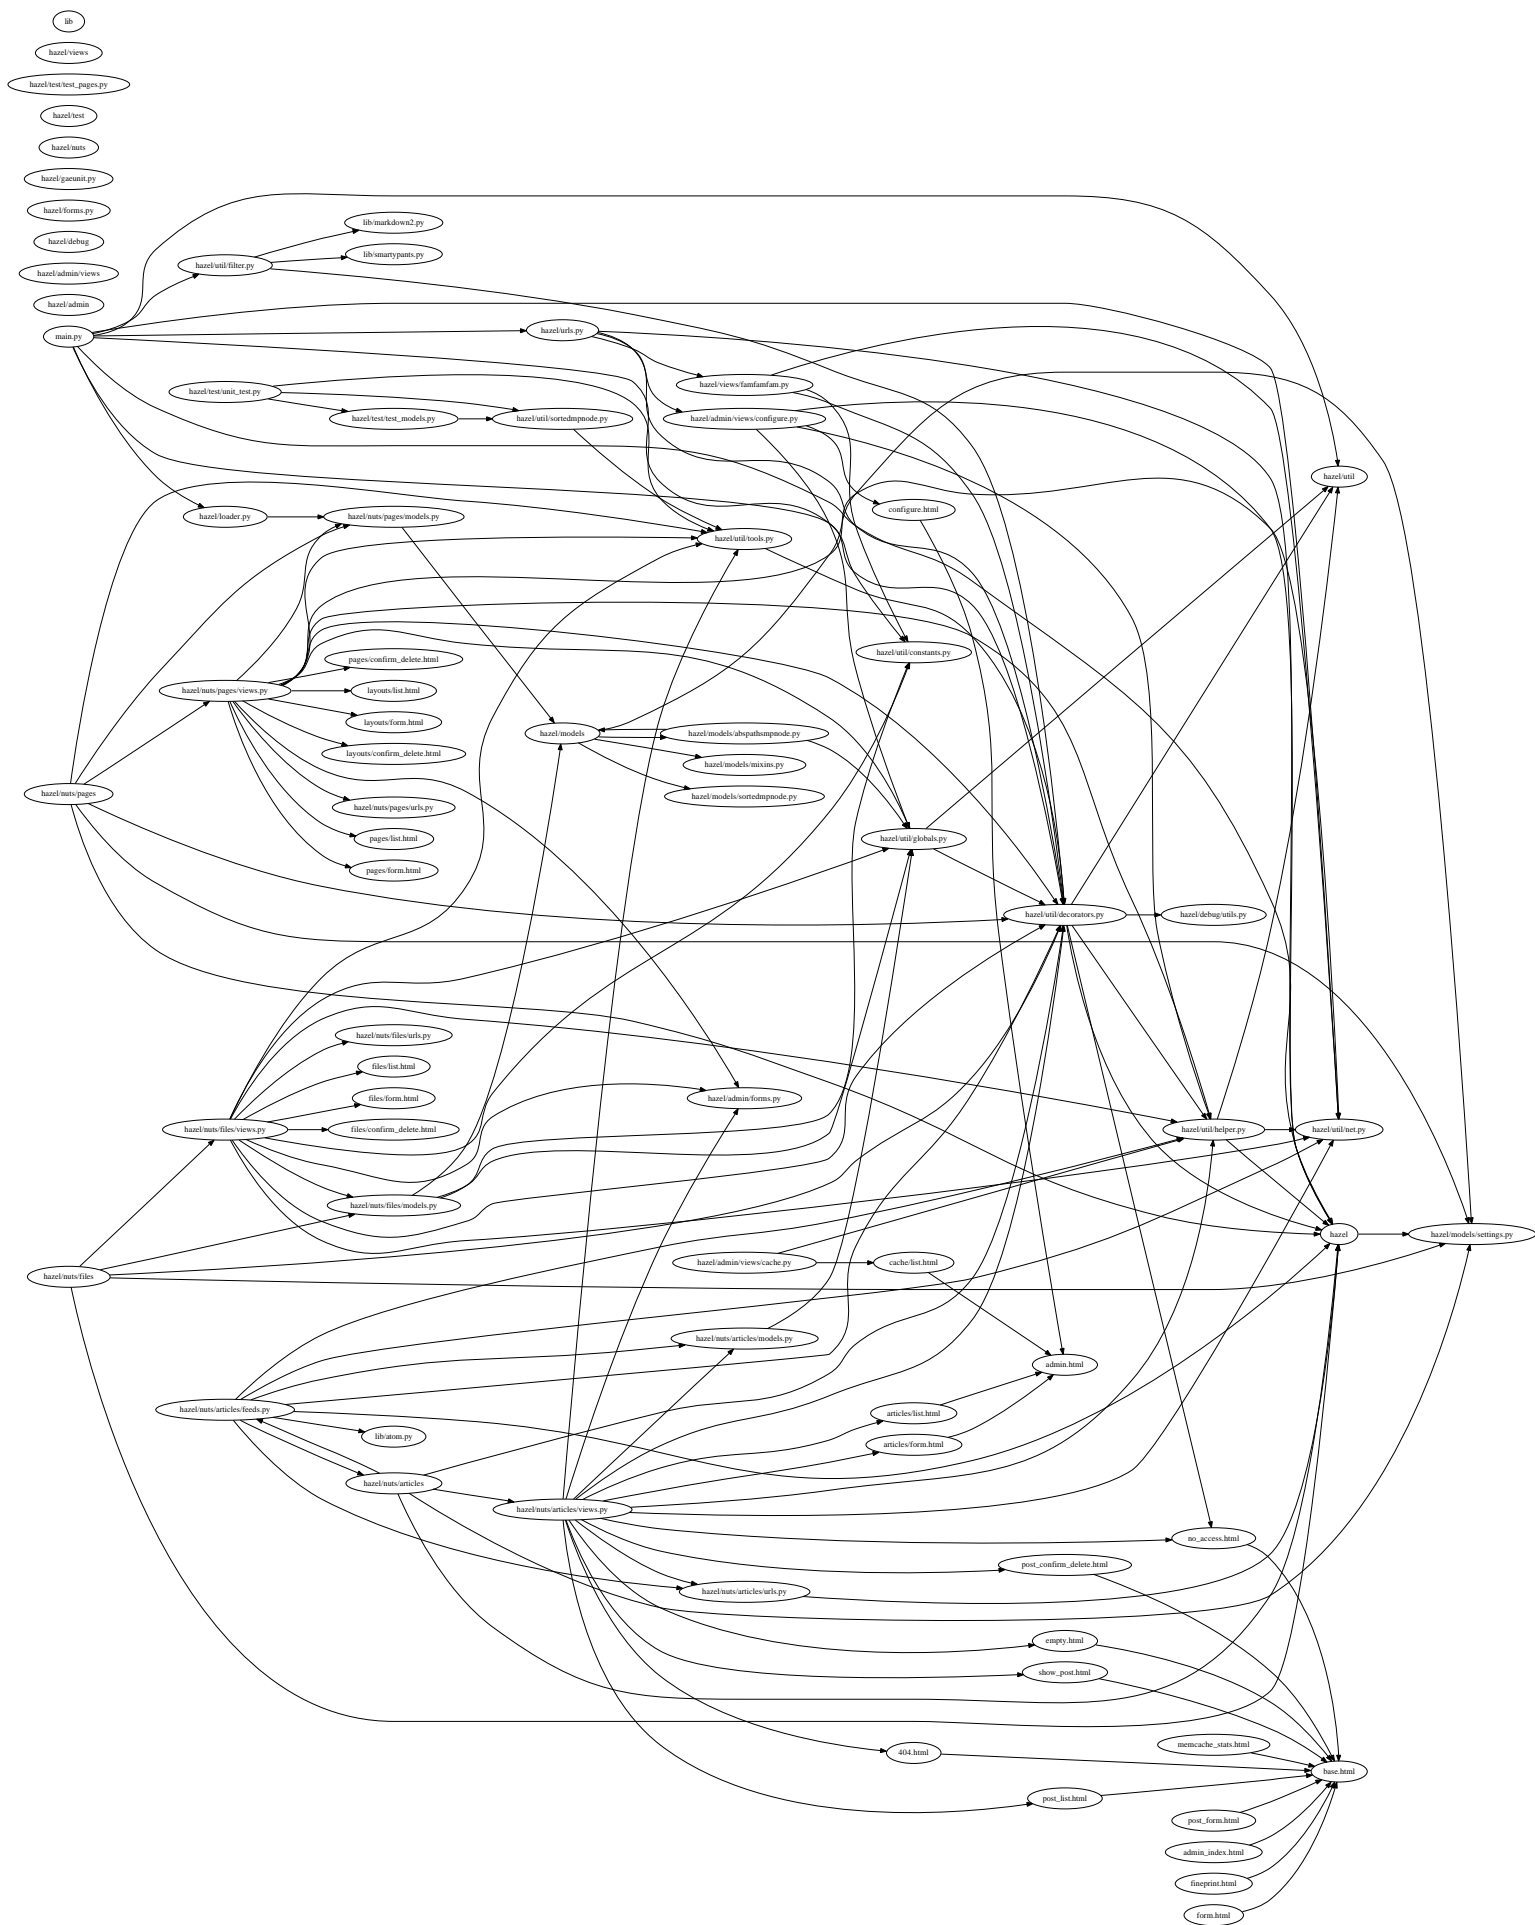 lib
hazel/views
hazel/test/test_pages.py
hazel/test
hazel/nuts
hazel/gaeunit.py
hazel/forms.py
lib/markdown2.py
hazel/debug
lib/smartypants.py
hazel/util/filter.py
hazel/admin/views
hazel/admin
hazel/urls.py
main.py
hazel/views/famfamfam.py
hazel/test/unit_test.py
hazel/test/test_models.py
hazel/util/sortedmpnode.py
hazel/admin/views/configure.py
hazel/util
configure.html
hazel/loader.py
hazel/nuts/pages/models.py
hazel/util/tools.py
hazel/util/constants.py
pages/confirm_delete.html
hazel/nuts/pages/views.py
layouts/list.html
layouts/form.html
hazel/models
hazel/models/abspathsmpnode.py
layouts/confirm_delete.html
hazel/models/mixins.py
hazel/nuts/pages
hazel/models/sortedmpnode.py
hazel/nuts/pages/urls.py
pages/list.html
hazel/util/globals.py
pages/form.html
hazel/util/decorators.py
hazel/debug/utils.py
hazel/nuts/files/urls.py
files/list.html
files/form.html
hazel/admin/forms.py
hazel/nuts/files/views.py
files/confirm_delete.html
hazel/util/helper.py
hazel/util/net.py
hazel/nuts/files/models.py
hazel
hazel/models/settings.py
hazel/admin/views/cache.py
cache/list.html
hazel/nuts/files
hazel/nuts/articles/models.py
admin.html
hazel/nuts/articles/feeds.py
articles/list.html
lib/atom.py
articles/form.html
hazel/nuts/articles
hazel/nuts/articles/views.py
no_access.html
post_confirm_delete.html
hazel/nuts/articles/urls.py
empty.html
show_post.html
memcache_stats.html
404.html
base.html
post_list.html
post_form.html
admin_index.html
fineprint.html
form.html